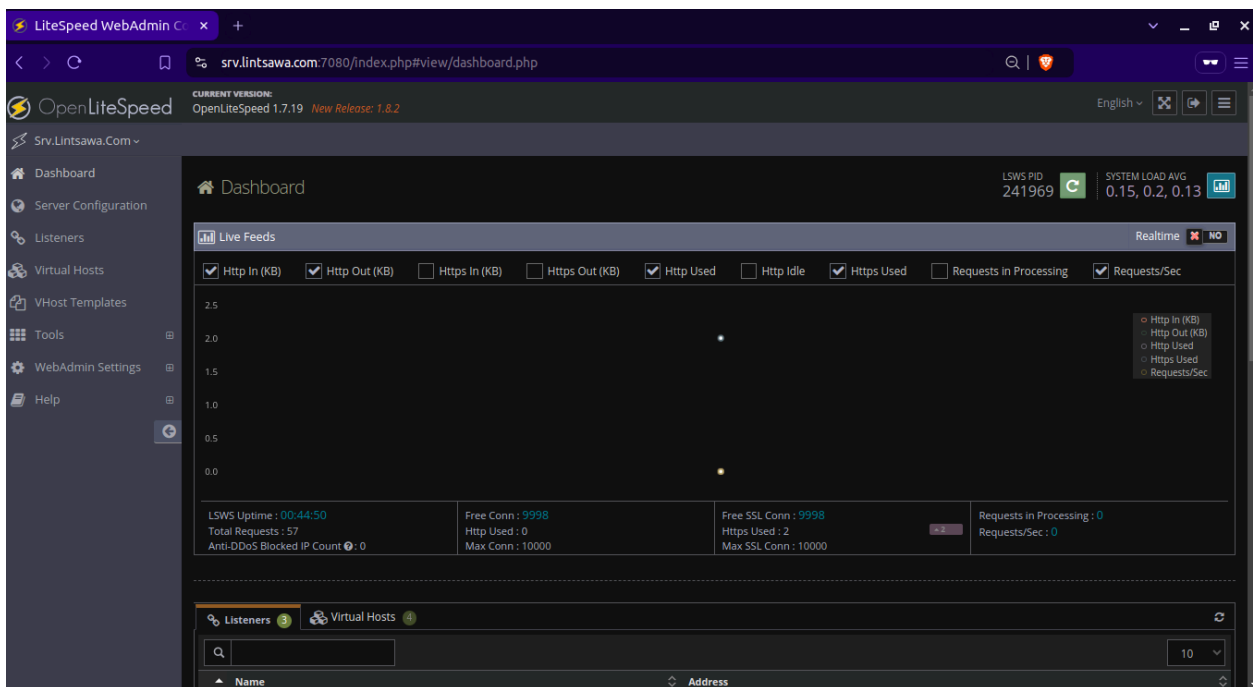 LiteSpeed WebAdmin Co
srv.lintsawa.com:7080/index.php#view/dashboard.php
OpenLiteSpeed
CURRENT VERSION:
OpenLiteSpeed 1.7.19 New Release: 1.8.2
English
Srv.Lintsawa.Com
Dashboard
Server Configuration
Listeners
Virtual Hosts
VHost Templates
Tools
WebAdmin Settings
Help
Dashboard
LSWS PID
241969
SYSTEM LOAD AVG
0.15, 0.2, 0.13
Live Feeds
Realtime NO
Http In (KB) Http Out (KB) Https In (KB) Https Out (KB) Http Used Http Idle Https Used Requests in Processing Requests/Sec
2.5
2.0
1.5
1.0
0.5
0.0
Http In (KB)
Http Out (KB)
Http Used
Https Used
Requests/Sec
LSWS Uptime : 00:44:50
Total Requests : 57
Anti-DDoS Blocked IP Count : 0
Free Conn : 9998
Http Used : 0
Max Conn : 10000
Free SSL Conn : 9998
Https Used : 2
Max SSL Conn : 10000
2
Requests in Processing : 0
Requests/Sec : 0
Listeners 3 Virtual Hosts 4
10
Name Address